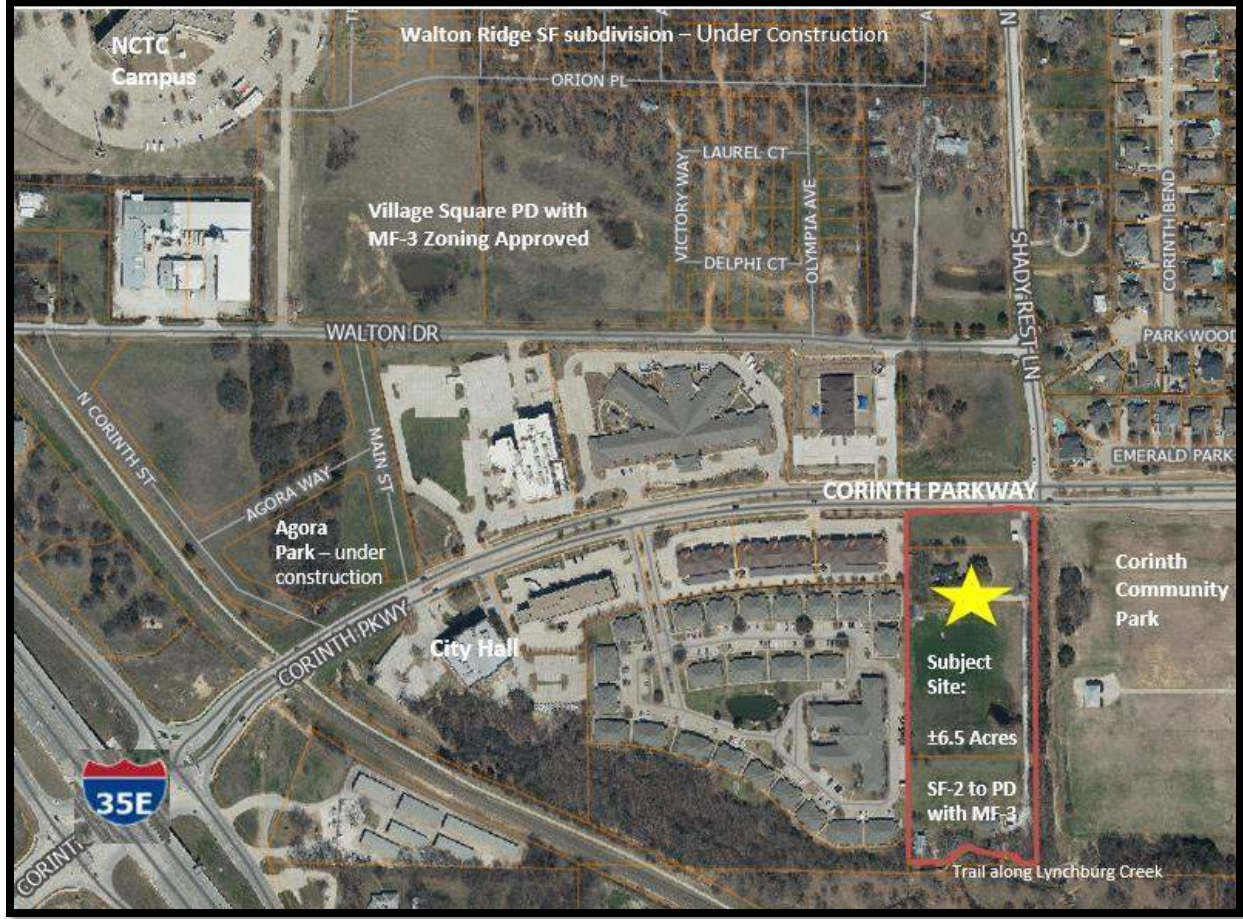 NCTC
Campus
Walton Ridge SF subdivision – Under Construction
ORION PL
N
LAUREL CT
VICTORY WAY
OLYMPIA AVE
DELPHI CT
Village Square PD with
MF-3 Zoning Approved
SHADY REST LN
CORINTH BEND
WALTON DR
PARK WOOD
N CORINTH ST
MAIN ST
AGORA WAY
EMERALD PARK
CORINTH PARKWAY
Agora
Park – under
construction
Corinth
Community
Park
CORINTH PKWY
City Hall
Subject
Site:
±6.5 Acres
SF-2 to PD
with MF-3
35E
CORINTH
Trail along Lynchburg Creek